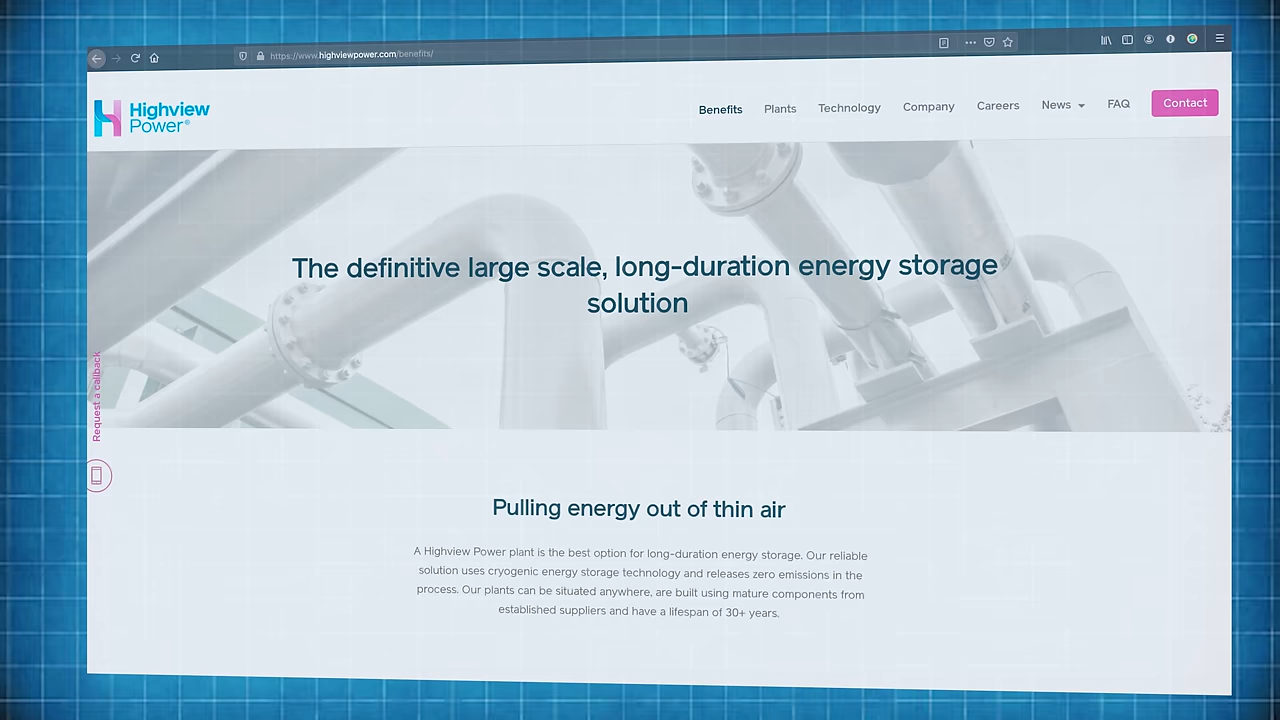 https://www.highviewpower.com/benefits/
Highview
Power®
Benefits
Plants
Technology
Company
Careers
News
FAQ
Contact
The definitive large scale, long-duration energy storage
solution
Request a callback
Pulling energy out of thin air
A Highview Power plant is the best option for long-duration energy storage. Our reliable
solution uses cryogenic energy storage technology and releases zero emissions in the
process. Our plants can be situated anywhere, are built using mature components from
established suppliers and have a lifespan of 30+ years.